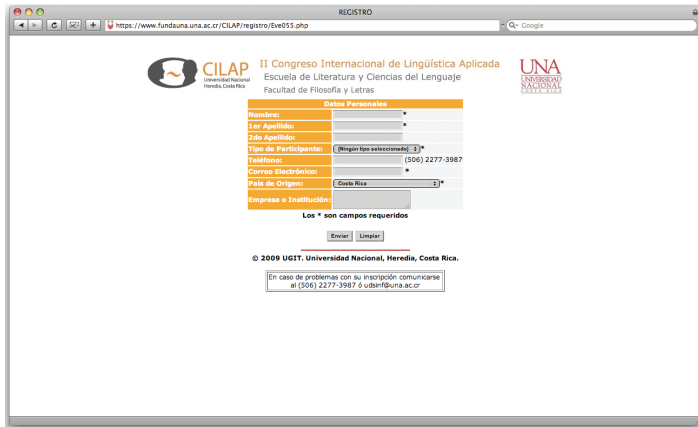 REGISTRO
https://www.fundauna.una.ac.cr/CILAP/registro/Eve055.php
Google
CILAP
Universidad Nacional
Heredia, Costa Rica
II Congreso Internacional de Lingüística Aplicada
Escuela de Literatura y Ciencias del Lenguaje
Facultad de Filosofía y Letras
UNA
UNIVERSIDAD
NACIONAL
COSTA RICA
Datos Personales
Nombre: *
1er Apellido: *
2do Apellido:
Tipo de Participante: [Ningún tipo seleccionado] *
Teléfono: (506) 2277-3987
Correo Electrónico: *
País de Origen: Costa Rica *
Empresa o Institución:
Los * son campos requeridos
Enviar Limpiar
© 2009 UGIT. Universidad Nacional, Heredia, Costa Rica.
En caso de problemas con su inscripción comunicarse
al (506) 2277-3987 ó udsinf@una.ac.cr